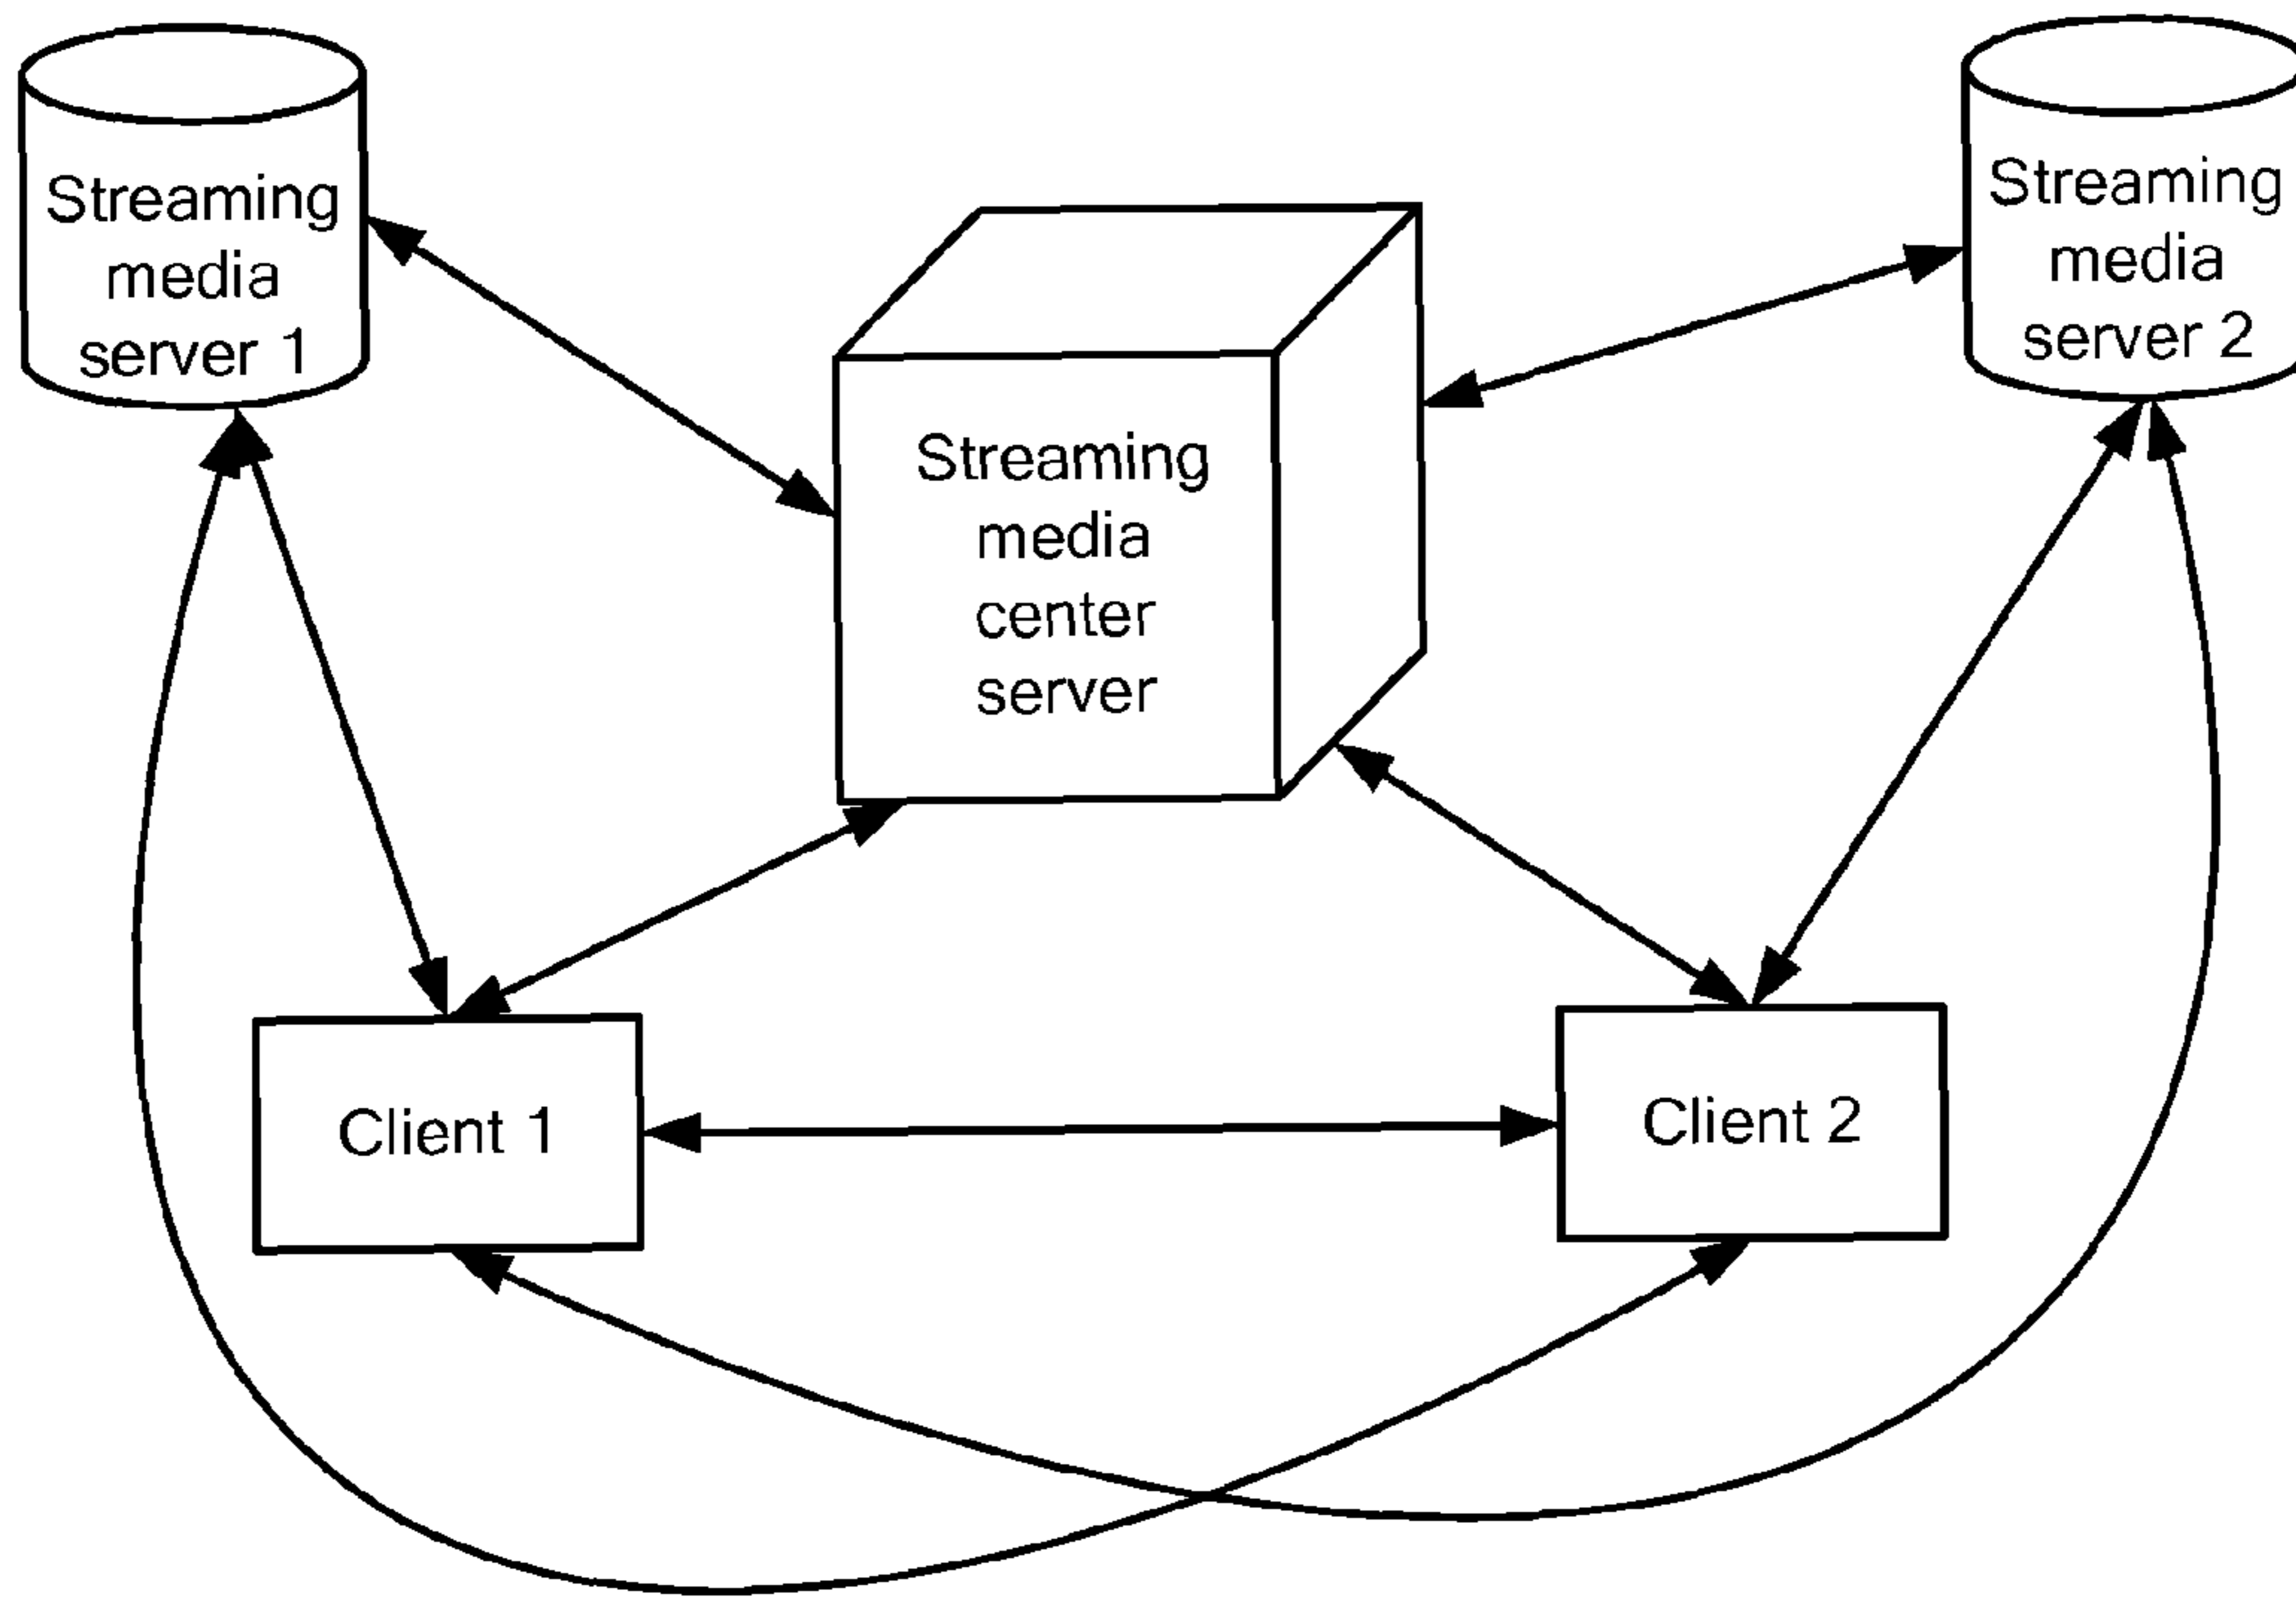 Streaming
media
server 1
Streaming
media
server 2
Streaming
media
center
server
Client 1
Client 2